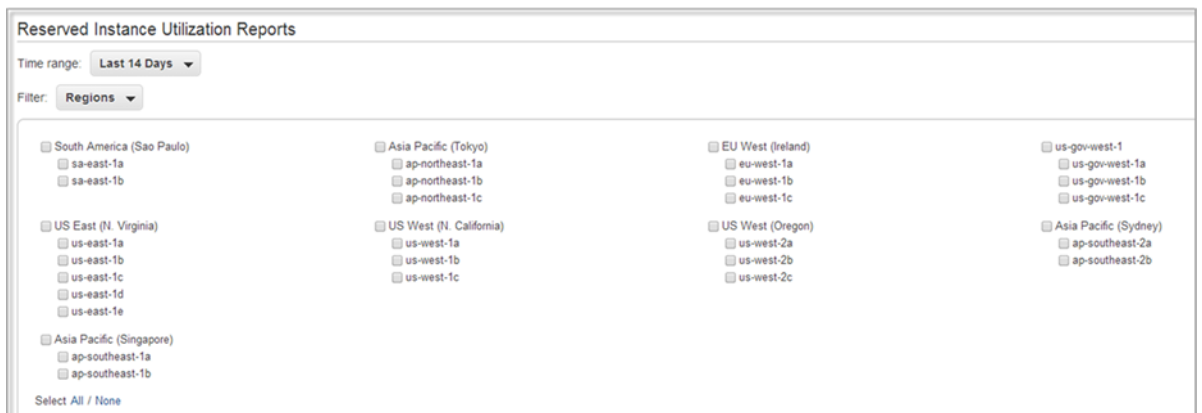 Reserved Instance Utilization Reports
Time range: Last 14 Days
Filter: Regions
South America (Sao Paulo)
sa-east-1a
sa-east-1b
Asia Pacific (Tokyo)
ap-northeast-1a
ap-northeast-1b
ap-northeast-1c
EU West (Ireland)
eu-west-1a
eu-west-1b
eu-west-1c
us-gov-west-1
us-gov-west-1a
us-gov-west-1b
us-gov-west-1c
US East (N. Virginia)
us-east-1a
us-east-1b
us-east-1c
us-east-1d
us-east-1e
US West (N. California)
us-west-1a
us-west-1b
us-west-1c
US West (Oregon)
us-west-2a
us-west-2b
us-west-2c
Asia Pacific (Sydney)
ap-southeast-2a
ap-southeast-2b
Asia Pacific (Singapore)
ap-southeast-1a
ap-southeast-1b
Select All / None